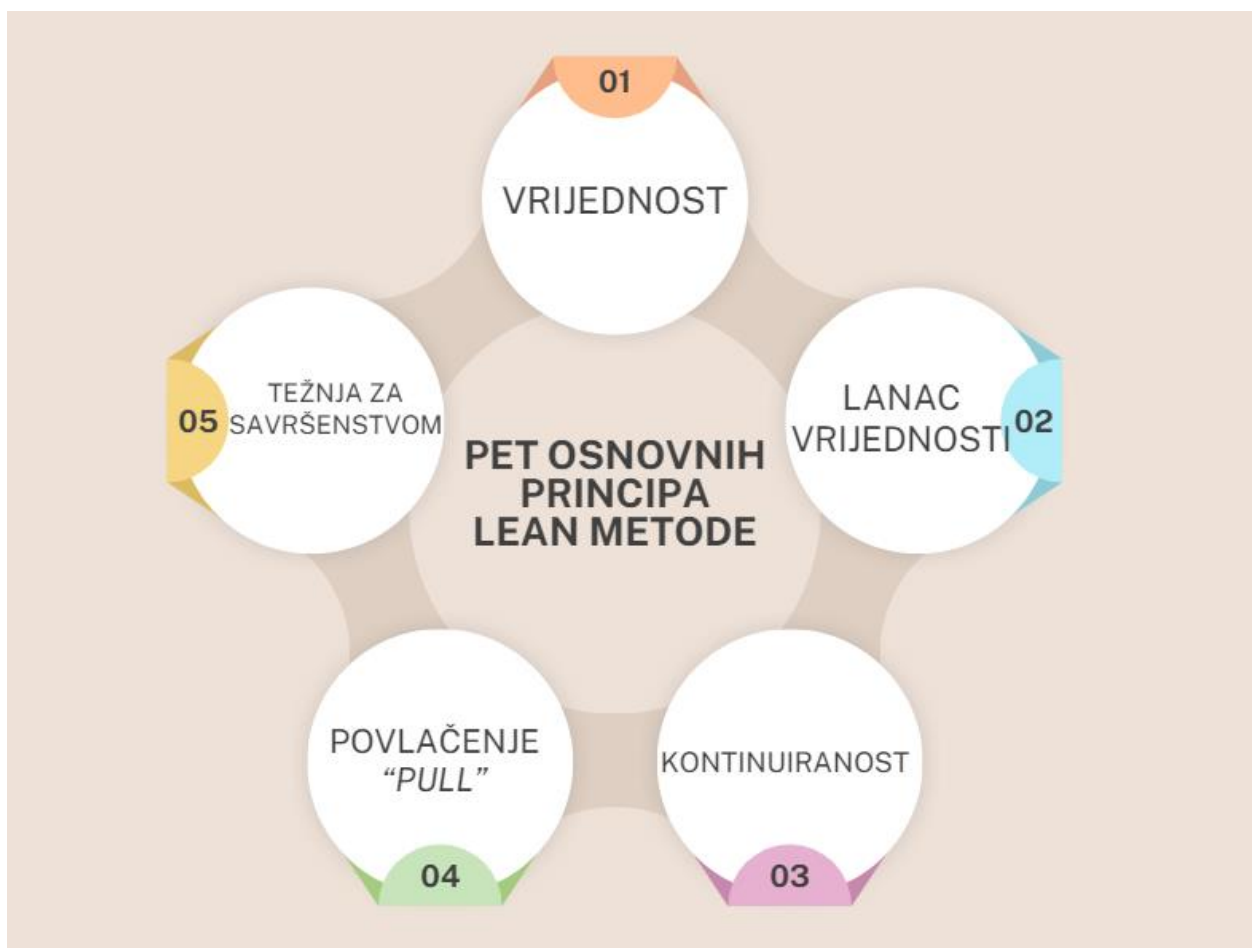 01
VRIJEDNOST
LANAC
VRIJEDNOSTI
02
KONTINUIRANOST
03
POVLAČENJE
“PULL”
04
TEŽNJA ZA
SAVRŠENSTVOM
05
PET OSNOVNIH
PRINCIPA
LEAN METODE